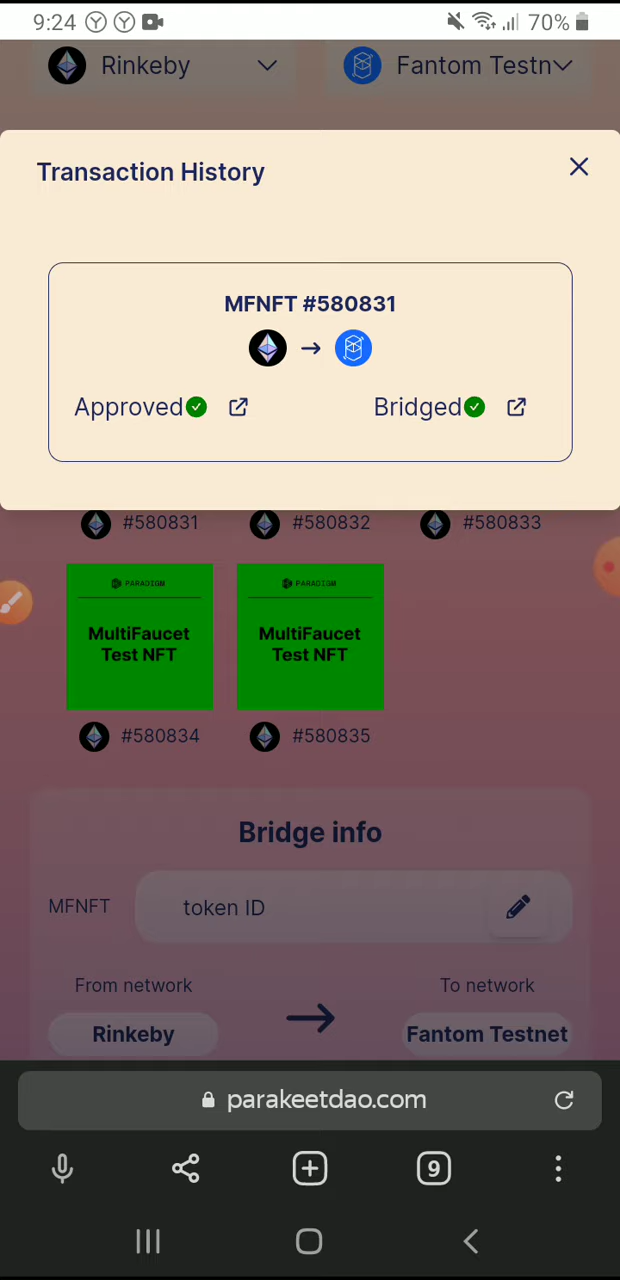 9:24 70%
Rinkeby Fantom Testn
Transaction History
MFNFT #580831
Approved Bridged
#580831 #580832 #580833
PARADIGM PARADIGM
MultiFaucet MultiFaucet
Test NFT Test NFT
#580834 #580835
Bridge info
MFNFT token ID
From network To network
Rinkeby Fantom Testnet
parakeetdao.com
9